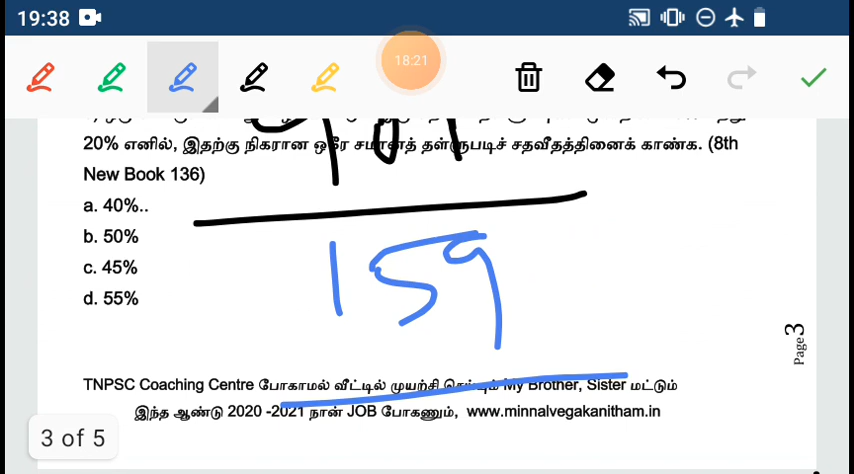 19:38
18:21
20% எனில், இதற்கு நிகரான ஒரே சமானத் தள்ளுபடிச் சதவீதத்தினைக் காண்க. (8th
New Book 136)
a. 40%..
b. 50%
c. 45%
d. 55%
159
Page 3
TNPSC Coaching Centre போகாமல் வீட்டில் முயற்சி செய்யும் My Brother, Sister மட்டும்
இந்த ஆண்டு 2020 -2021 நான் JOB போகணும், www.minnalvegakanitham.in
3 of 5